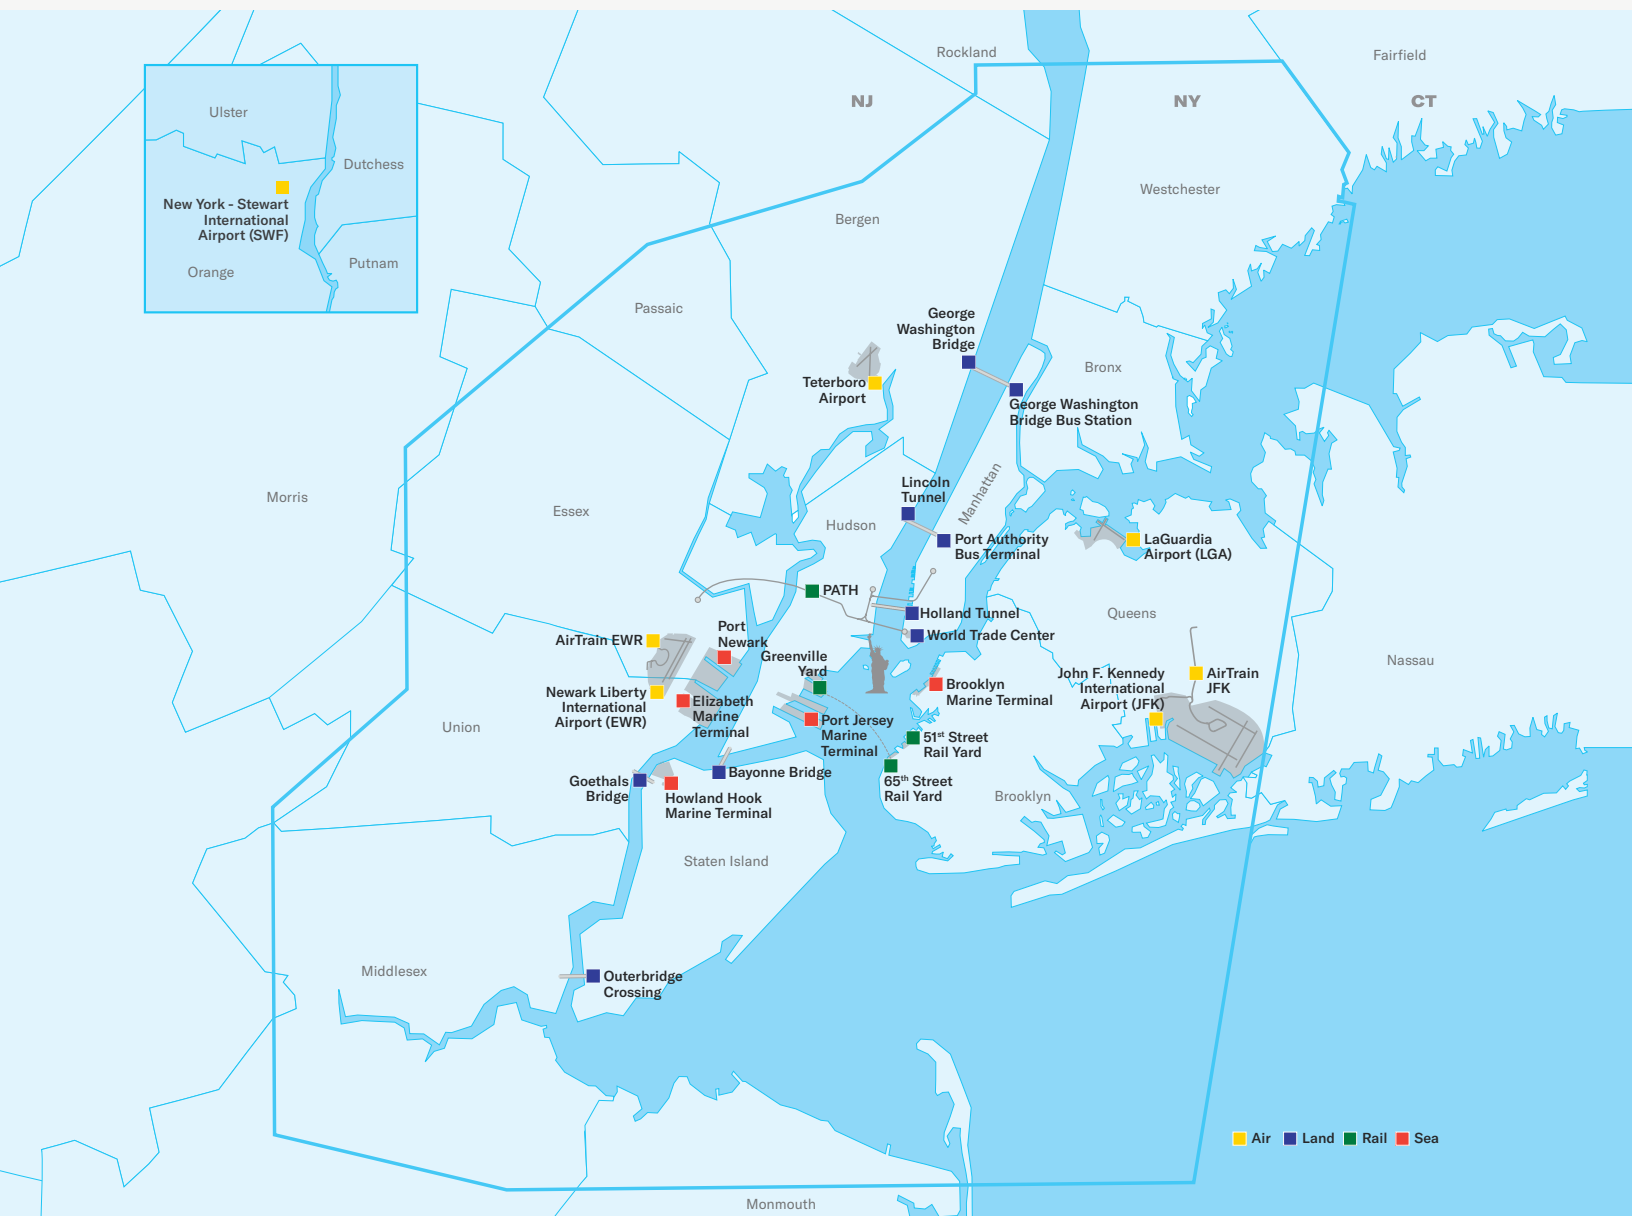 Rockland
Fairfield
NJ
NY
CT
Ulster
Dutchess
New York - Stewart
International
Airport (SWF)
Putnam
Orange
Westchester
Bergen
Passaic
George
Washington
Bridge
Bronx
Teterboro
Airport
George Washington
Bridge Bus Station
Manhattan
Lincoln
Tunnel
Morris
Essex
Hudson
Port Authority
Bus Terminal
LaGuardia
Airport (LGA)
PATH
Holland Tunnel
Queens
World Trade Center
AirTrain EWR
Port
Newark
Greenville
Yard
Nassau
John F. Kennedy
International
Airport (JFK)
AirTrain
JFK
Newark Liberty
International
Airport (EWR)
Elizabeth
Marine
Terminal
Brooklyn
Marine Terminal
Port Jersey
Marine
Terminal
Union
51st Street
Rail Yard
Bayonne Bridge
65th Street
Rail Yard
Goethals
Bridge
Howland Hook
Marine Terminal
Brooklyn
Staten Island
Middlesex
Outerbridge
Crossing
Air
Land
Rail
Sea
Monmouth